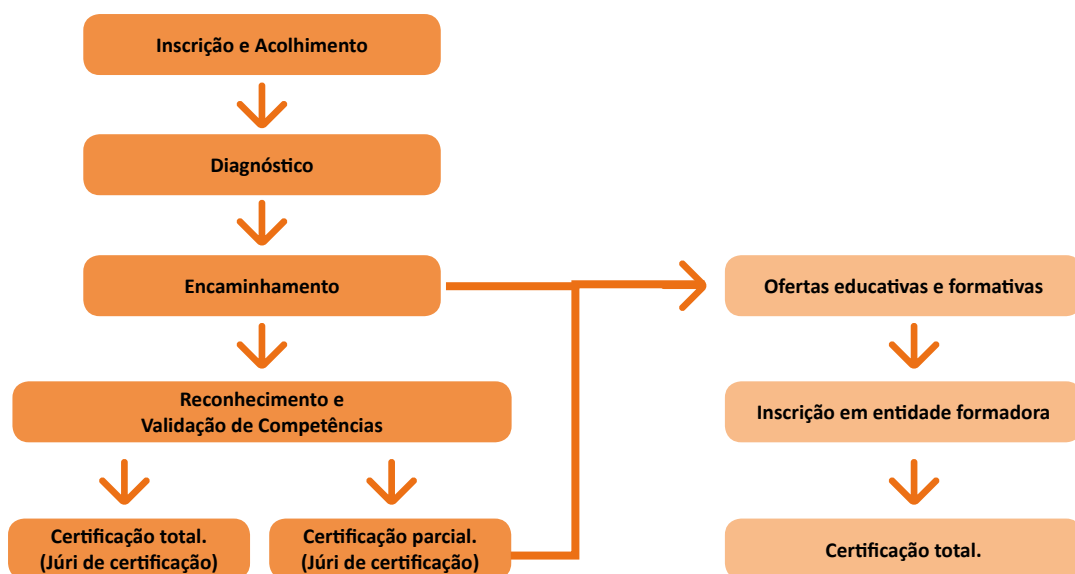 Inscrição e Acolhimento
Diagnóstico
Encaminhamento
Ofertas educativas e formativas
Reconhecimento e
Validação de Competências
Inscrição em entidade formadora
Certificação total.
(Júri de certificação)
Certificação parcial.
(Júri de certificação)
Certificação total.